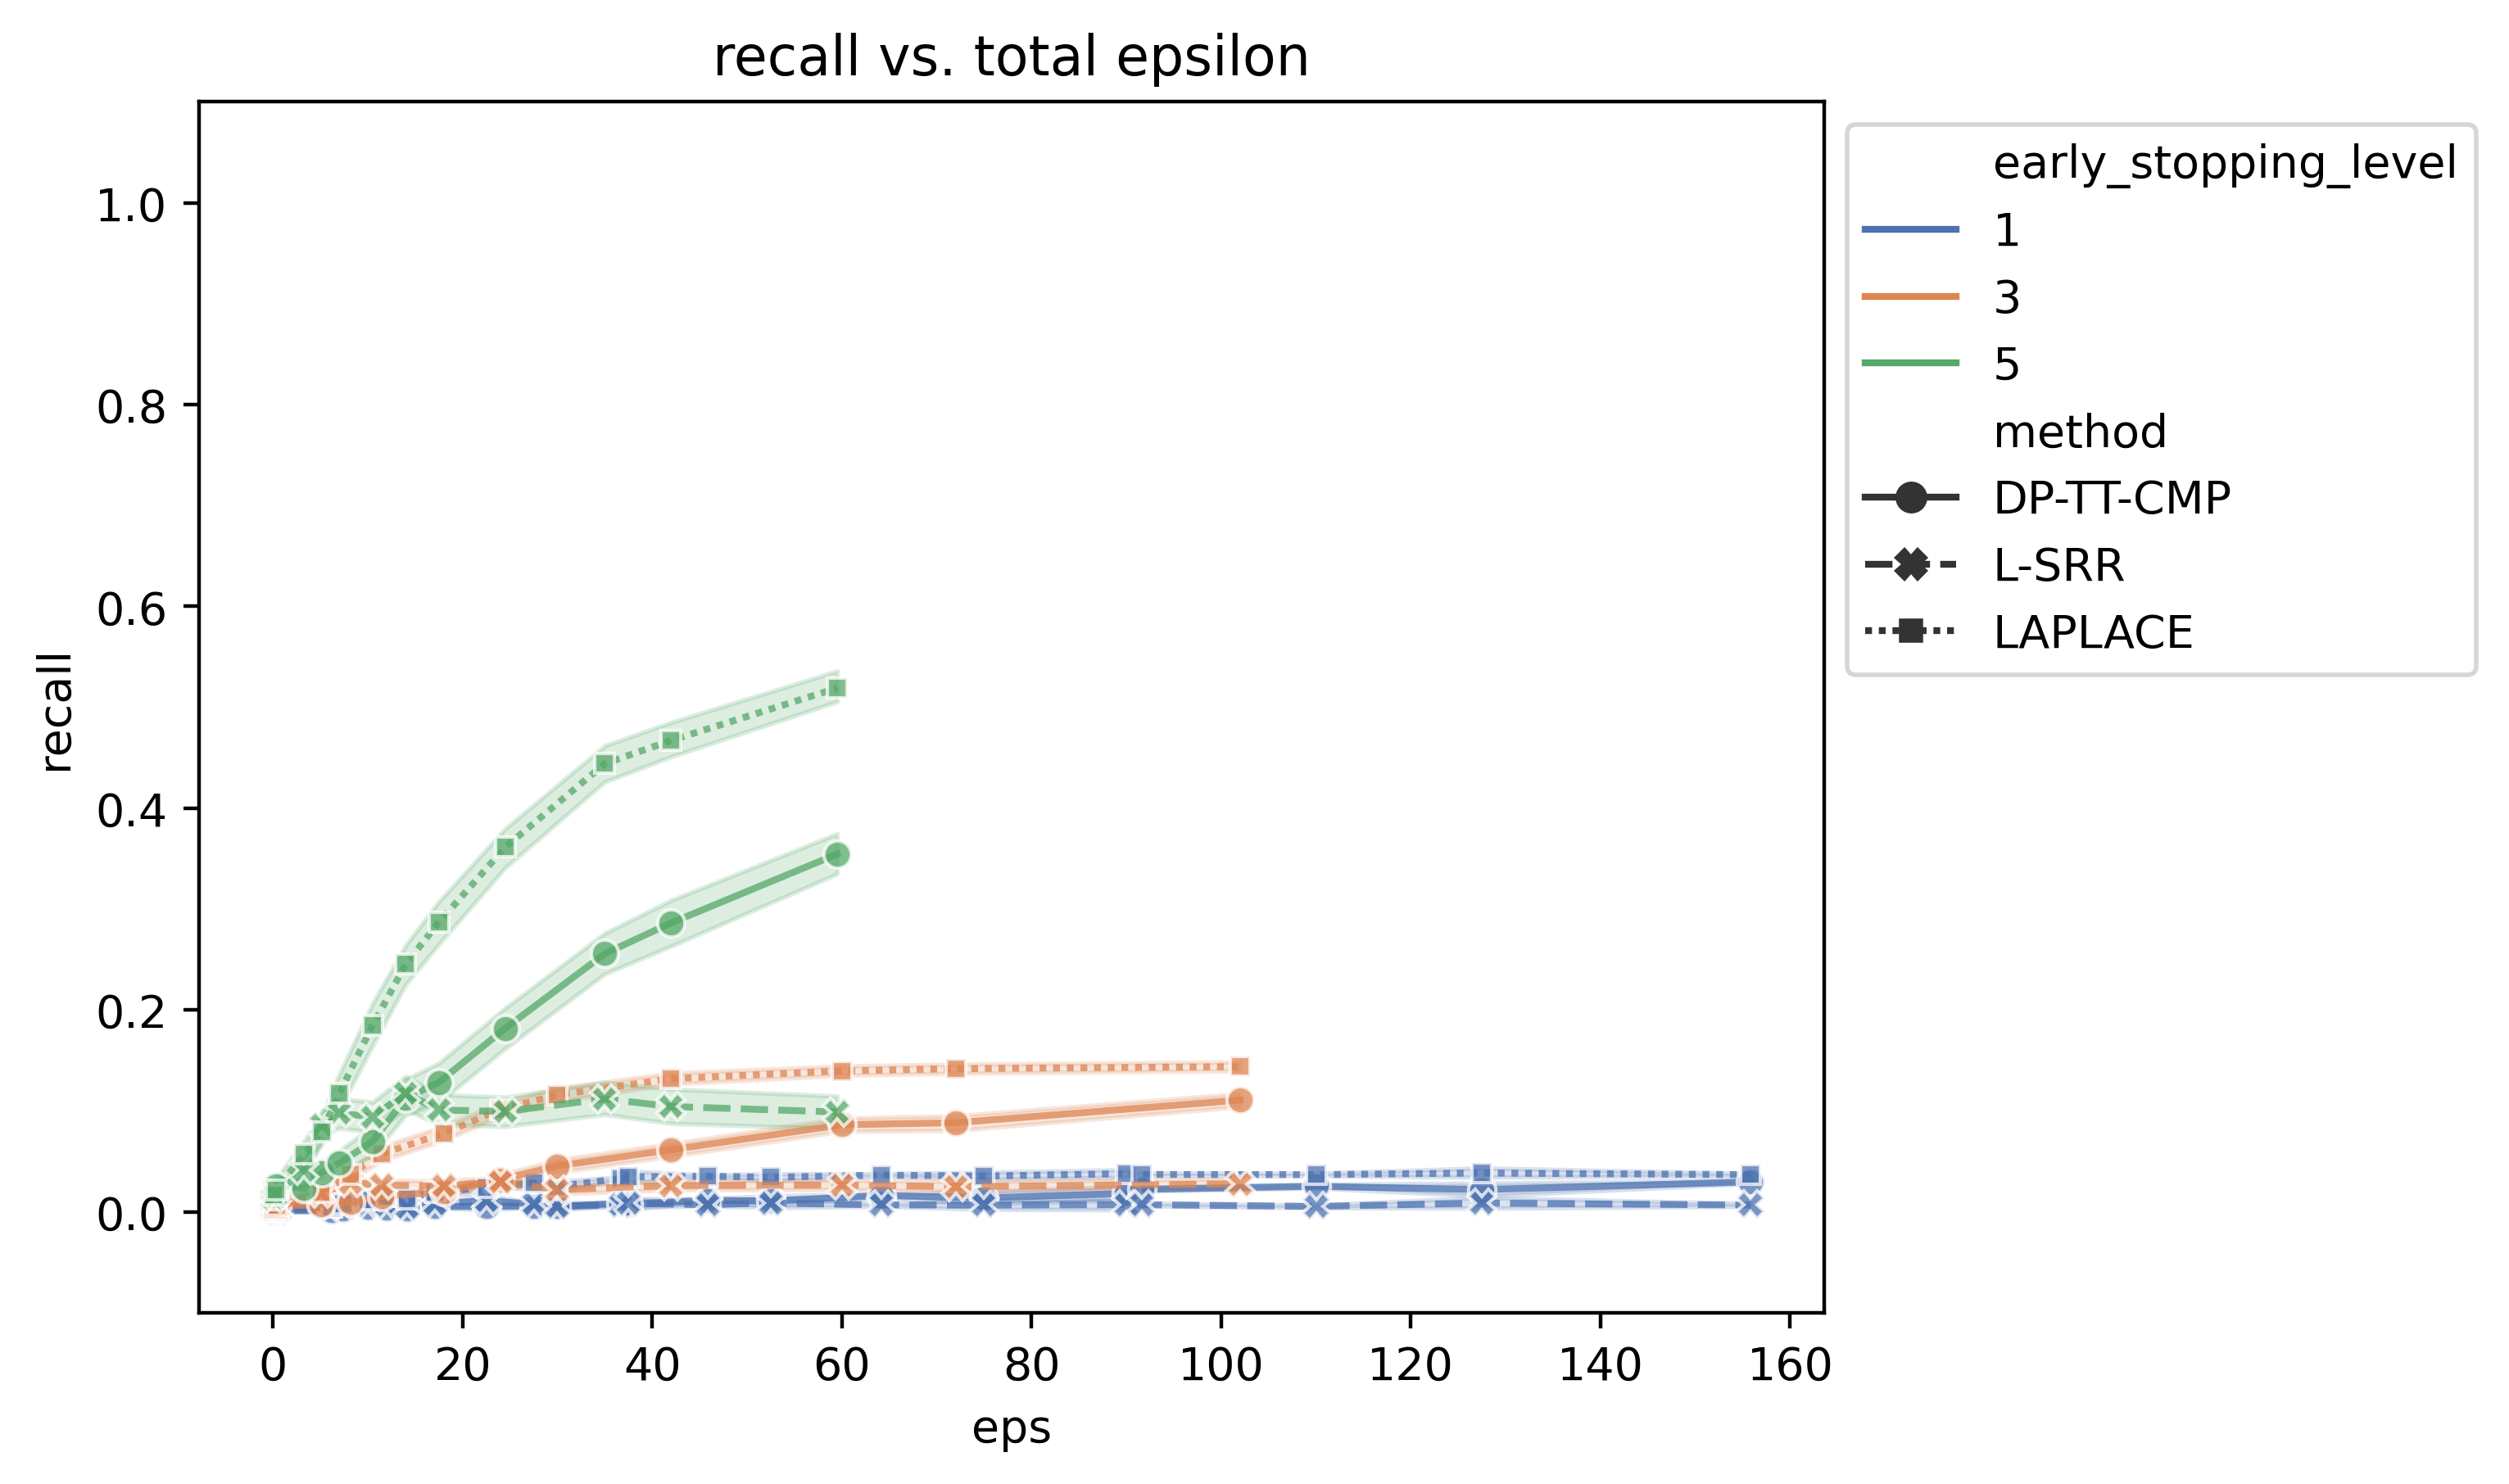 recall vs. total epsilon
1.0
0.8
0.6
0.4
0.2
0.0
recall
0
20
40
60
80
100
120
140
160
eps
early_stopping_level
1
3
5
method
DP-TT-CMP
L-SRR
LAPLACE